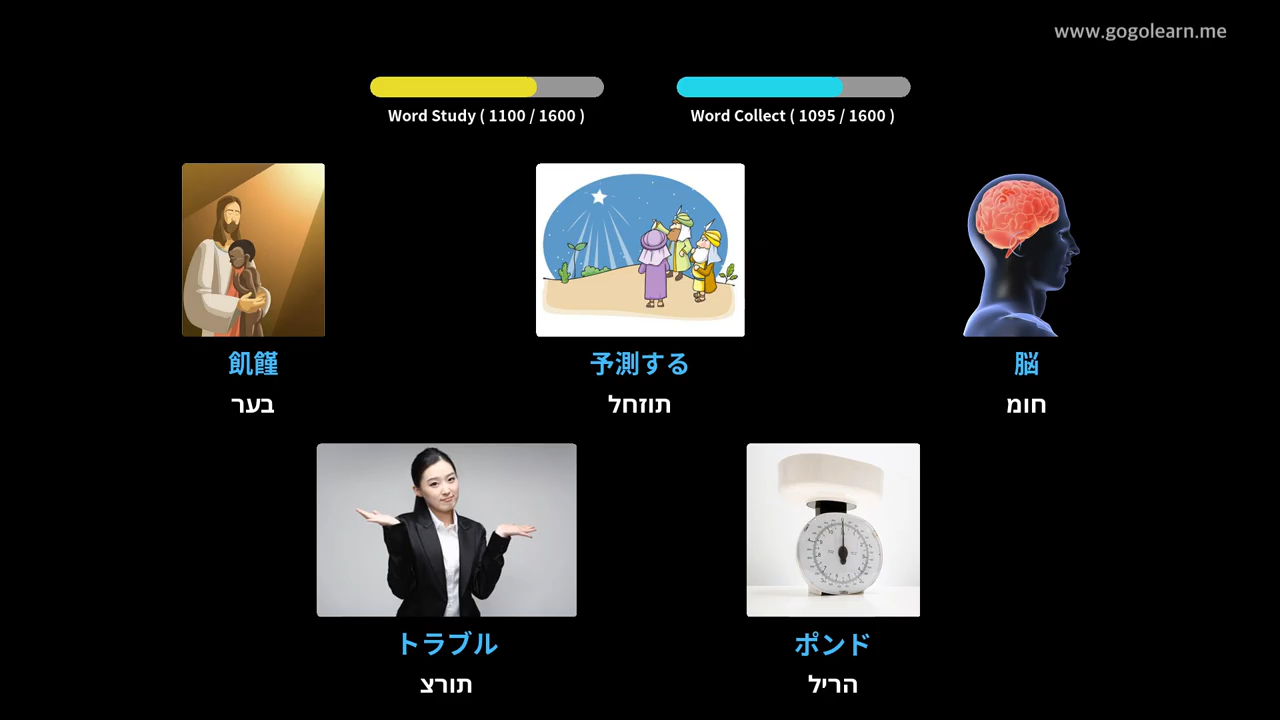 www.gogolearn.me
Word Study ( 1100 / 1600 )
Word Collect ( 1095 / 1600 )
飢饉
בער
予測する
תוזחל
脳
חומ
トラブル
תורצ
ポンド
הריל